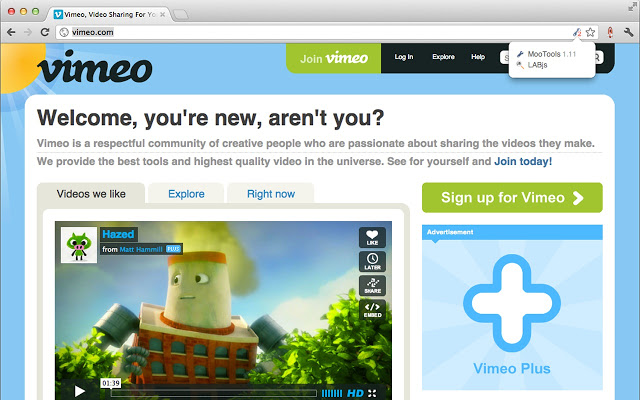 Vimeo, Video Sharing For Yo
vimeo.com
MooTools 1.11
LABjs
vimeo
Join vimeo
Log In
Explore
Help
Welcome, you're new, aren't you?
Vimeo is a respectful community of creative people who are passionate about sharing the videos they make.
We provide the best tools and highest quality video in the universe. See for yourself and Join today!
Videos we like
Explore
Right now
Sign up for Vimeo
Hazed
from Matt Hammill PLUS
LIKE
LATER
SHARE
EMBED
01:39
HD
Advertisement
Vimeo Plus